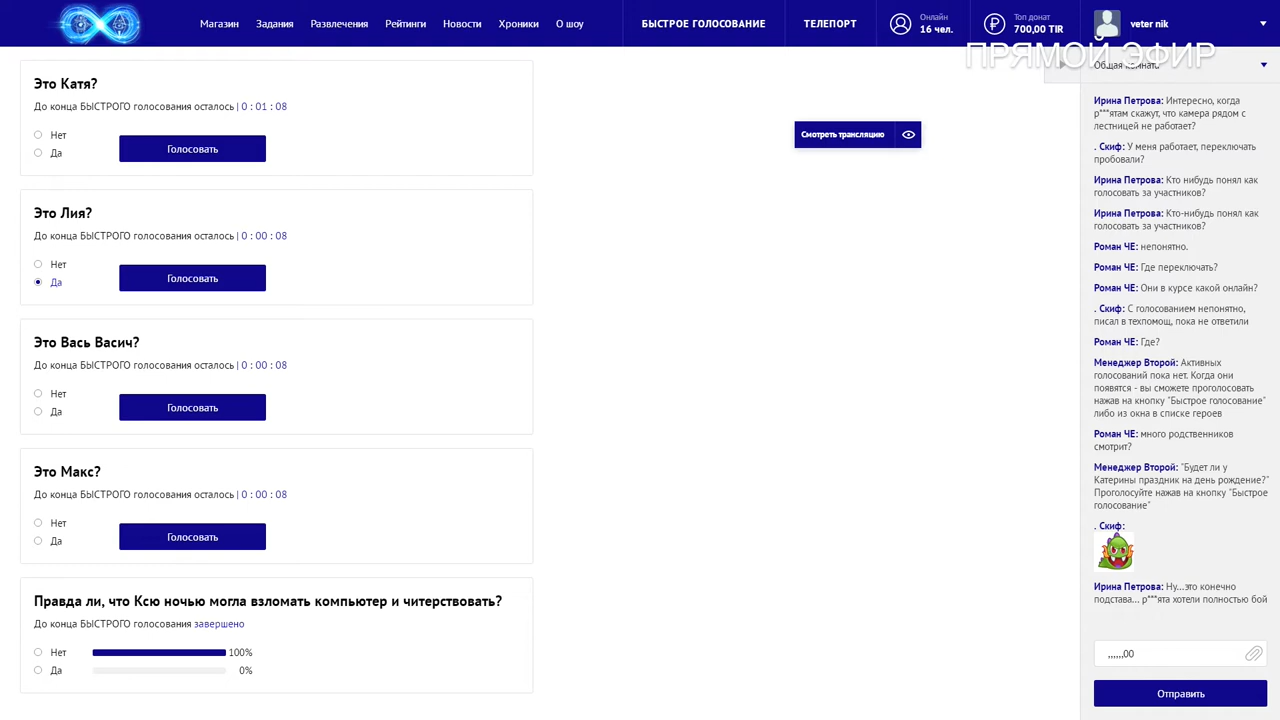 Магазин Задания Развлечения Рейтинги Новости Хроники О шоу БЫСТРОЕ ГОЛОСОВАНИЕ ТЕЛЕПОРТ
Онлайн
16 чел.
Топ донат
700,00 TIR
veter nik
ПРЯМОЙ ЭФИР
Общая комната
Это Катя?
До конца БЫСТРОГО голосования осталось | 0 : 01 : 08
Нет
Да
Голосовать
Смотреть трансляцию
Это Лия?
До конца БЫСТРОГО голосования осталось | 0 : 00 : 08
Нет
Да
Голосовать
Это Вась Васич?
До конца БЫСТРОГО голосования осталось | 0 : 00 : 08
Нет
Да
Голосовать
Это Макс?
До конца БЫСТРОГО голосования осталось | 0 : 00 : 08
Нет
Да
Голосовать
Правда ли, что Ксю ночью могла взломать компьютер и читерствовать?
До конца БЫСТРОГО голосования завершено
Нет 100%
Да 0%
Ирина Петрова: Интересно, когда
р***ятам скажут, что камера рядом с
лестницей не работает?
. Скиф: У меня работает, переключать
пробовали?
Ирина Петрова: Кто нибудь понял как
голосовать за участников?
Ирина Петрова: Кто-нибудь понял как
голосовать за участников?
Роман ЧЕ: непонятно.
Роман ЧЕ: Где переключать?
Роман ЧЕ: Они в курсе какой онлайн?
. Скиф: С голосованием непонятно,
писал в техпомощ, пока не ответили
Роман ЧЕ: Где?
Менеджер Второй: Активных
голосований пока нет. Когда они
появятся - вы сможете проголосовать
нажав на кнопку "Быстрое голосование"
либо из окна в списке героев
Роман ЧЕ: много родственников
смотрит?
Менеджер Второй: "Будет ли у
Катерины праздник на день рождение?"
Проголосуйте нажав на кнопку "Быстрое
голосование"
. Скиф:
Ирина Петрова: Ну...это конечно
подстава... р***ята хотели полностью бой
,,,,,,00
Отправить